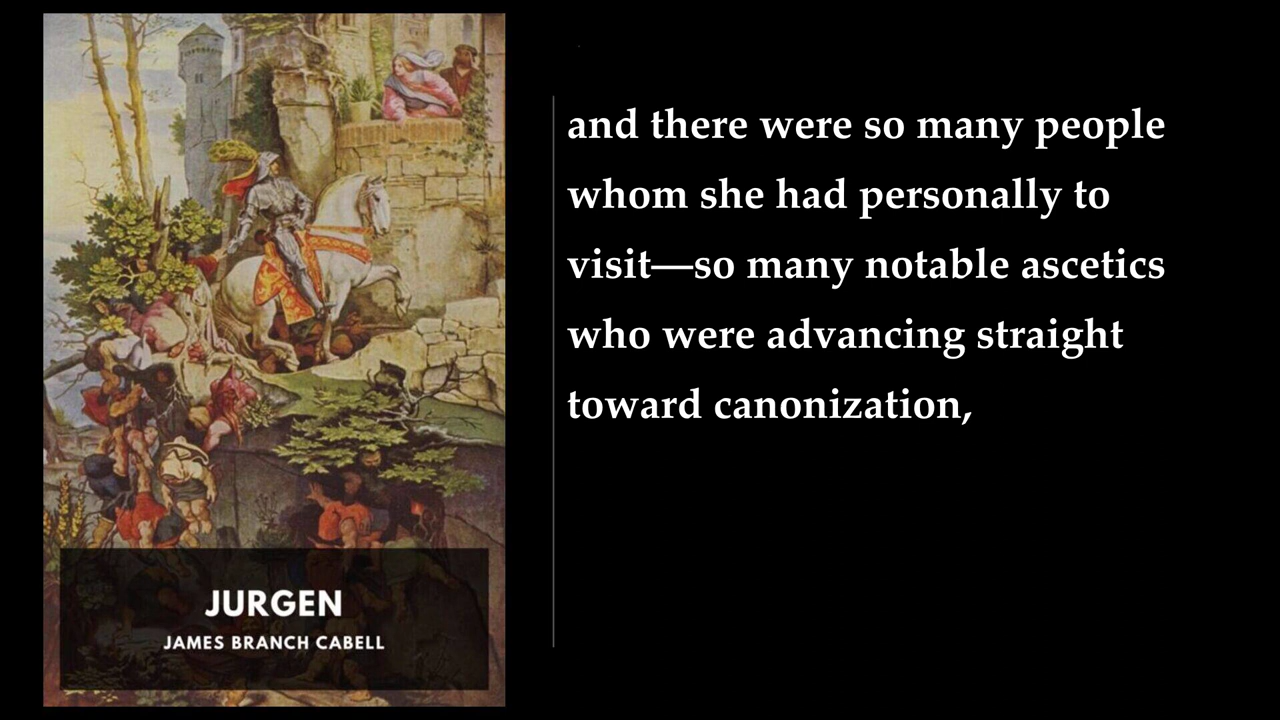 and there were so many people
whom she had personally to
visit—so many notable ascetics
who were advancing straight
toward canonization,
JURGEN
JAMES BRANCH CABELL